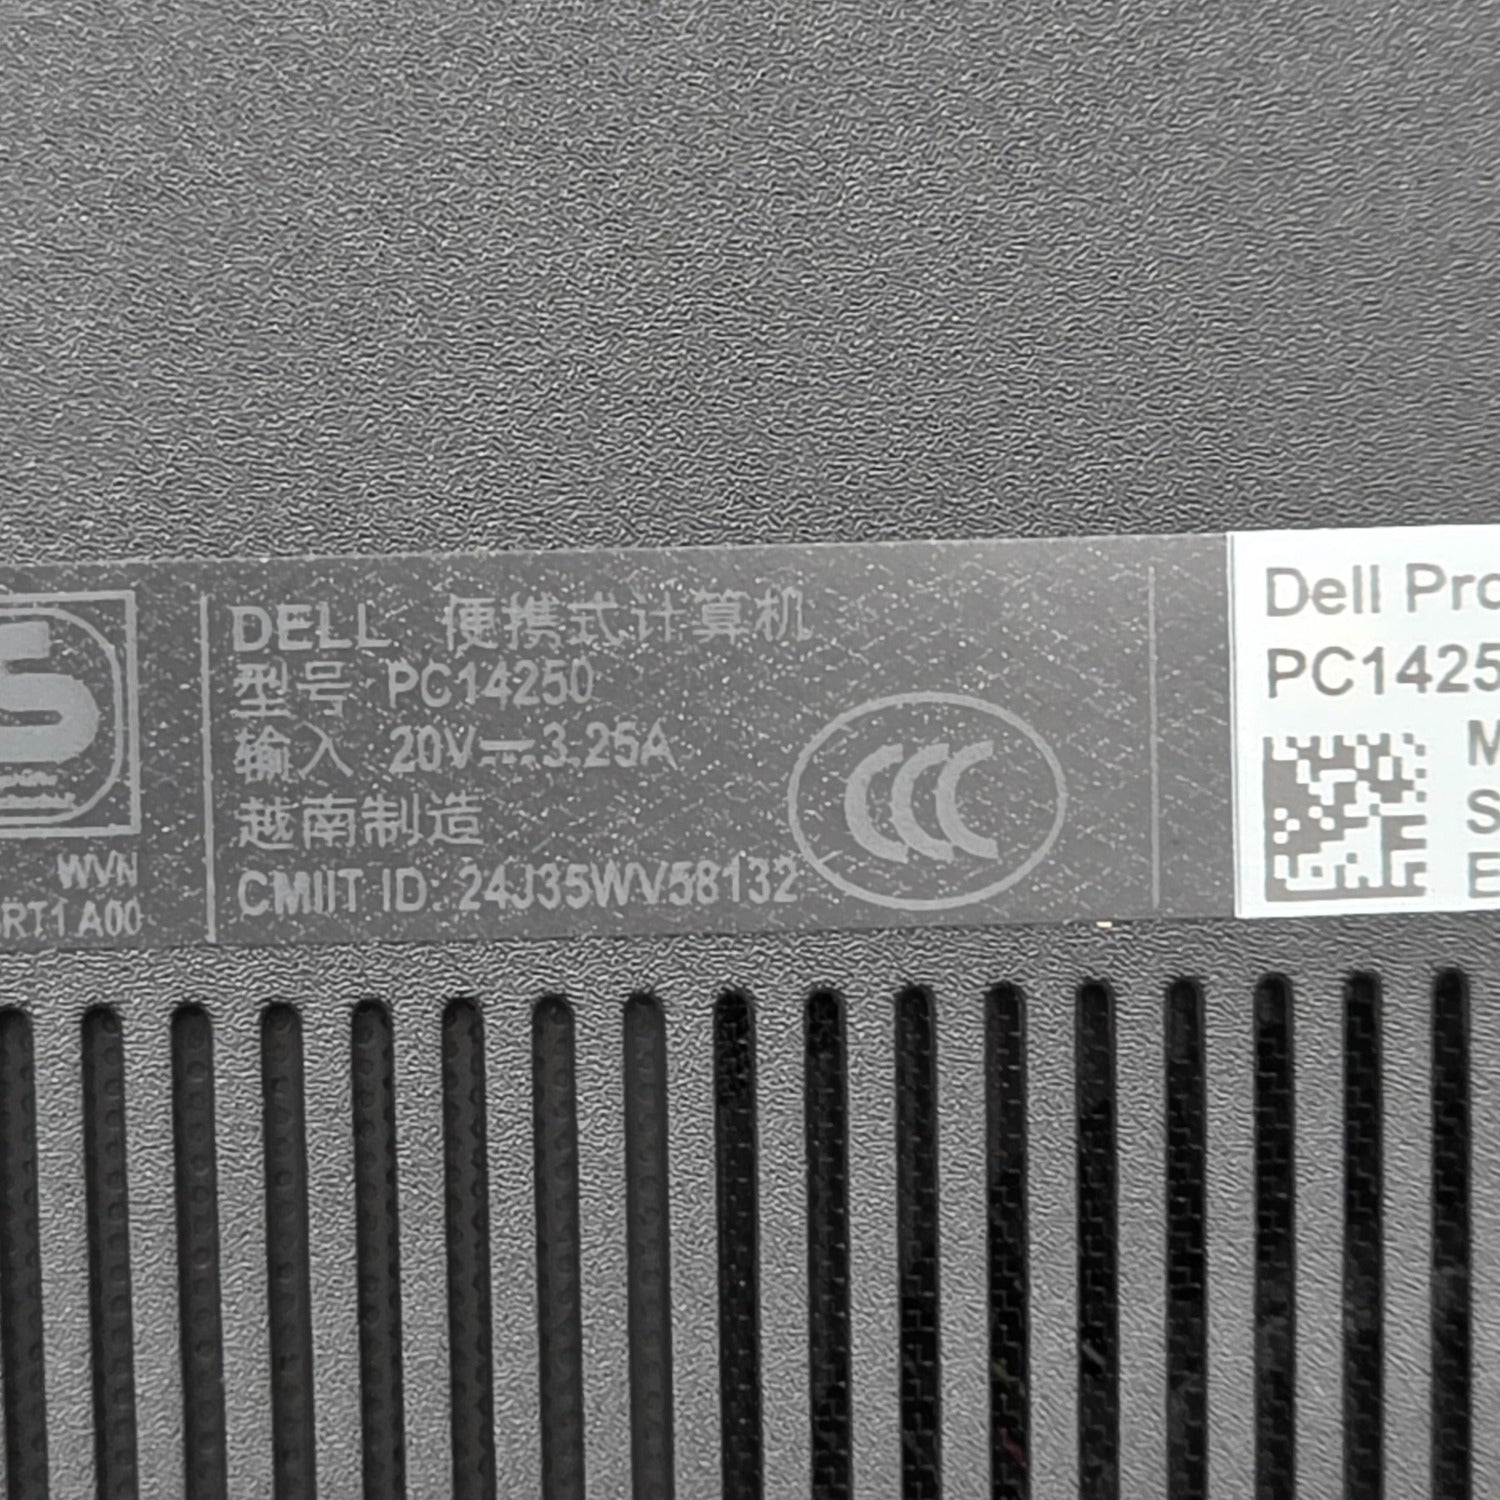 S
WVN
RT1 A00
DELL 便携式计算机
型号 PC14250
输入 20V⎓3.25A
越南制造
CMIIT ID: 24J35WV58132
CCC
Dell Pro
PC1425
M
S
E